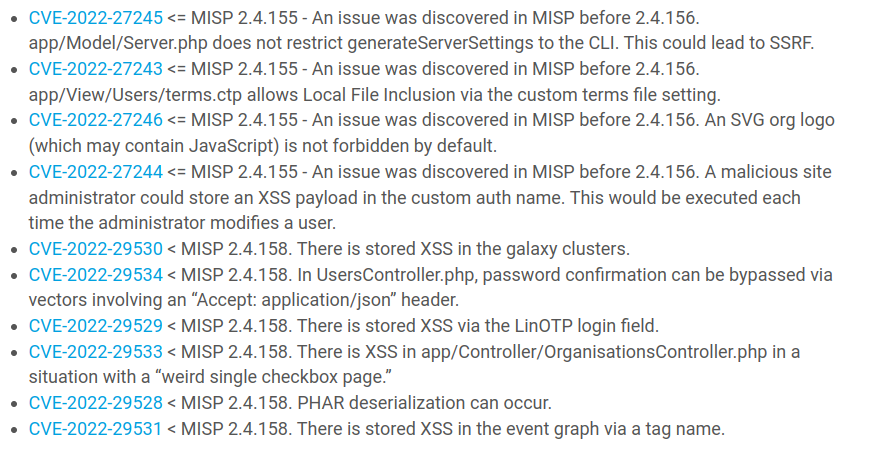 CVE-2022-27245 <= MISP 2.4.155 - An issue was discovered in MISP before 2.4.156.
app/Model/Server.php does not restrict generateServerSettings to the CLI. This could lead to SSRF.
CVE-2022-27243 <= MISP 2.4.155 - An issue was discovered in MISP before 2.4.156.
app/View/Users/terms.ctp allows Local File Inclusion via the custom terms file setting.
CVE-2022-27246 <= MISP 2.4.155 - An issue was discovered in MISP before 2.4.156. An SVG org logo
(which may contain JavaScript) is not forbidden by default.
CVE-2022-27244 <= MISP 2.4.155 - An issue was discovered in MISP before 2.4.156. A malicious site
administrator could store an XSS payload in the custom auth name. This would be executed each
time the administrator modifies a user.
CVE-2022-29530 < MISP 2.4.158. There is stored XSS in the galaxy clusters.
CVE-2022-29534 < MISP 2.4.158. In UsersController.php, password confirmation can be bypassed via
vectors involving an “Accept: application/json” header.
CVE-2022-29529 < MISP 2.4.158. There is stored XSS via the LinOTP login field.
CVE-2022-29533 < MISP 2.4.158. There is XSS in app/Controller/OrganisationsController.php in a
situation with a “weird single checkbox page.”
CVE-2022-29528 < MISP 2.4.158. PHAR deserialization can occur.
CVE-2022-29531 < MISP 2.4.158. There is stored XSS in the event graph via a tag name.